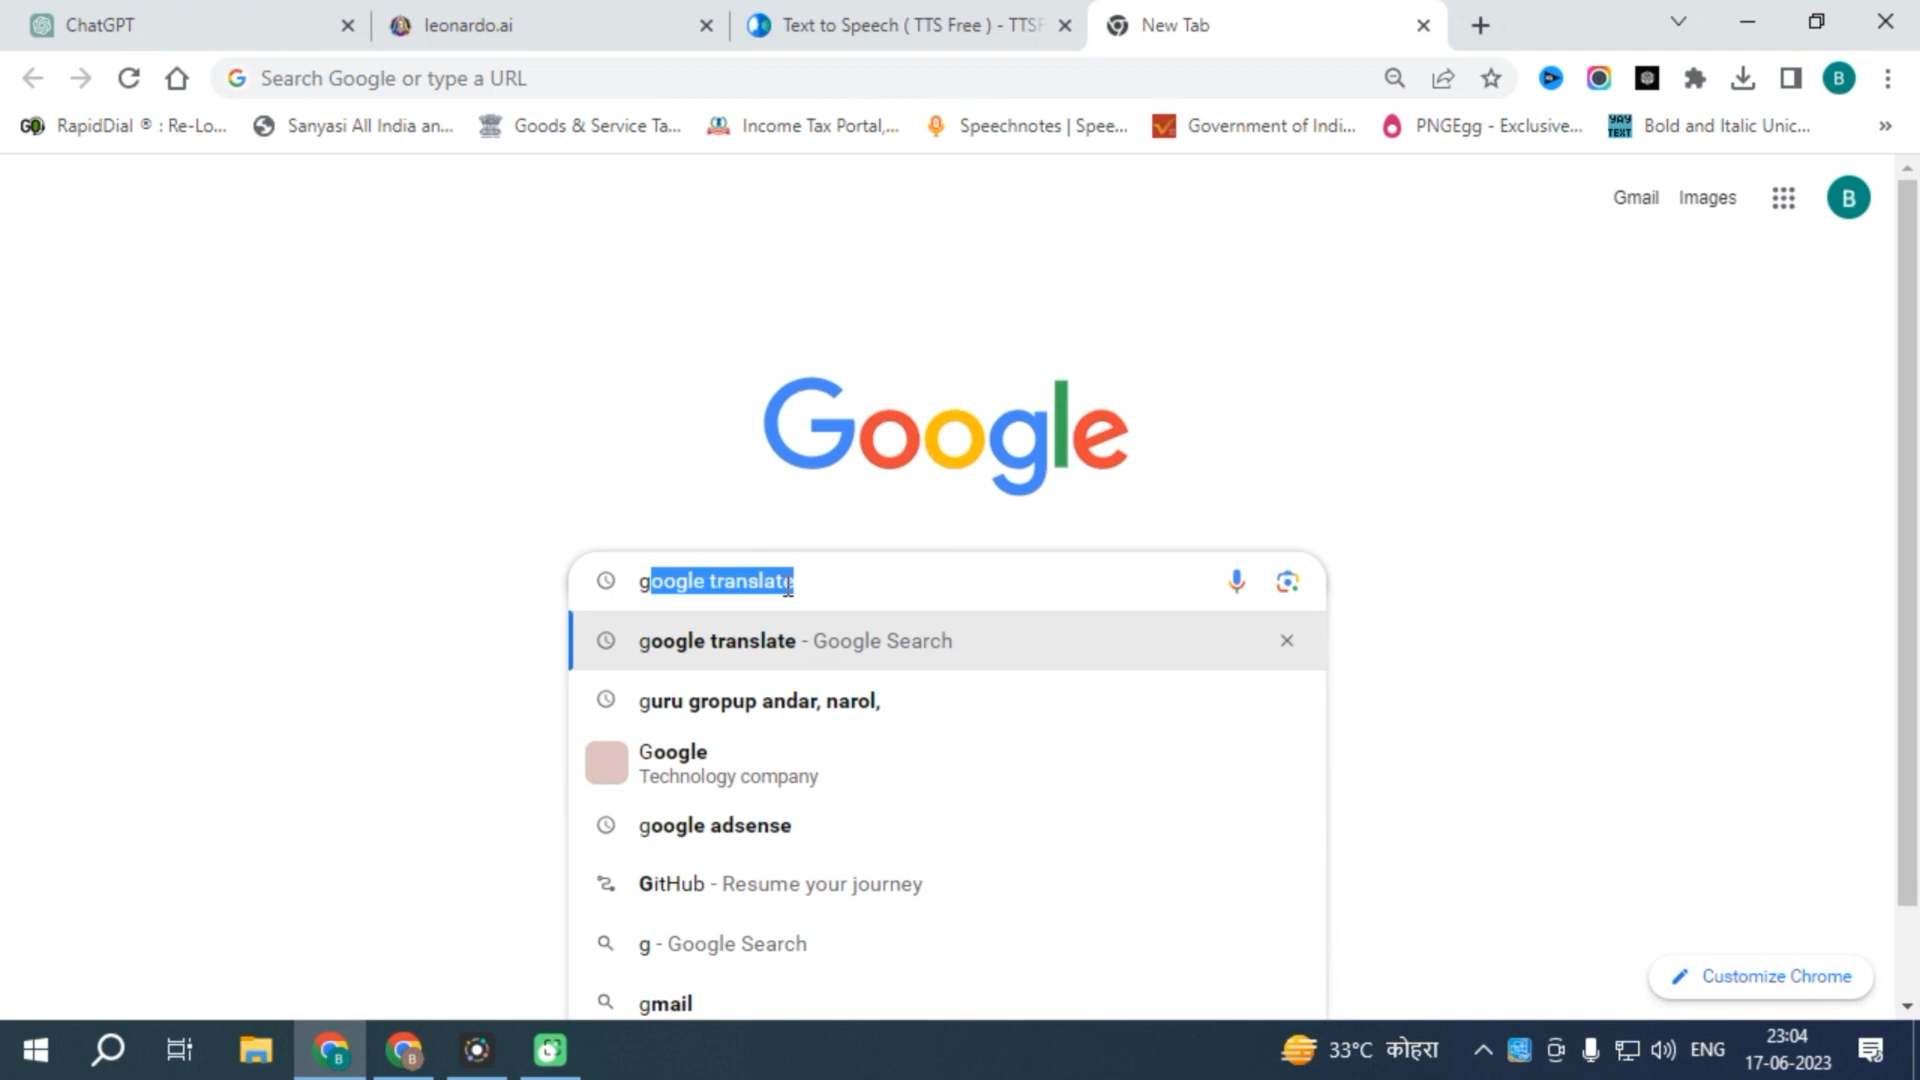 ChatGPT
leonardo.ai
Text to Speech ( TTS Free ) - TTSF
New Tab
Search Google or type a URL
B
GO RapidDial ® : Re-Lo...
Sanyasi All India an...
Goods & Service Ta...
Income Tax Portal,...
Speechnotes | Spee...
Government of Indi...
PNGEgg - Exclusive...
YAY TEXT Bold and Italic Unic...
Gmail Images
B
Google
google translate
google translate - Google Search
guru gropup andar, narol,
Google
Technology company
google adsense
GitHub - Resume your journey
g - Google Search
gmail
Customize Chrome
B
B
33°C कोहरा
ENG
23:04
17-06-2023